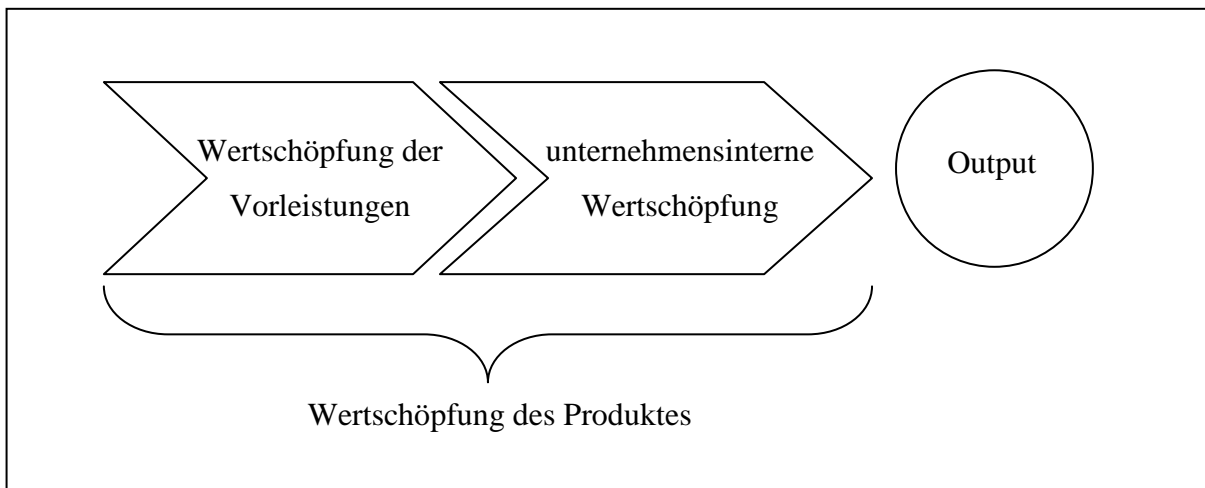 Wertschöpfung der
Vorleistungen
unternehmensinterne
Wertschöpfung
Output
Wertschöpfung des Produktes